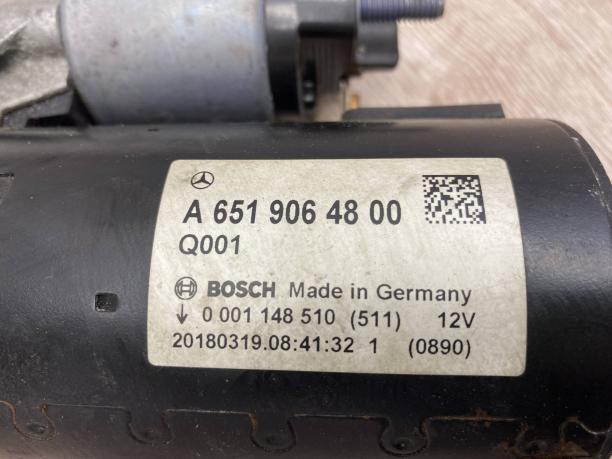 A 651 906 48 00
Q001
BOSCH Made in Germany
↓ 0 001 148 510 (511) 12V
20180319.08:41:32 1 (0890)